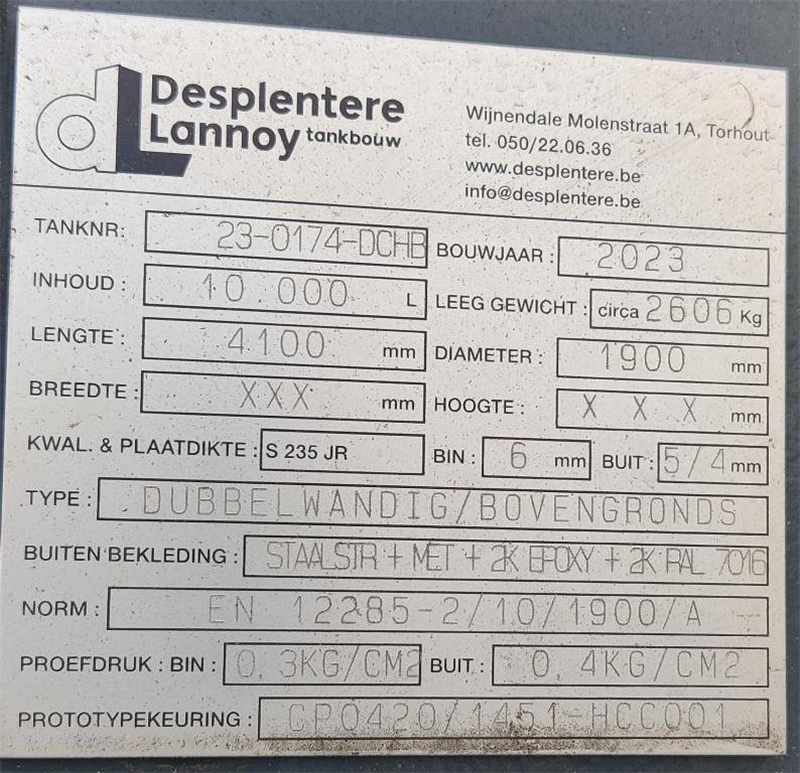 Desplentere
Lannoy tankbouw
Wijnendale Molenstraat 1A, Torhout
tel. 050/22.06.36
www.desplentere.be
info@desplentere.be
TANKNR: 23-0174-DCHB BOUWJAAR : 2023
INHOUD : 10.000 L LEEG GEWICHT : circa 2606 Kg
LENGTE : 4100 mm DIAMETER : 1900 mm
BREEDTE : XXX mm HOOGTE : X X X mm
KWAL. & PLAATDIKTE : S 235 JR BIN : 6 mm BUIT : 5/4 mm
TYPE : DUBBELWANDIG/BOVENGRONDS
BUITEN BEKLEDING : STAALSTR + MET + 2K EPOXY + 2K RAL 7016
NORM : EN 12285-2/10/1900/A
PROEFDRUK : BIN : 0,3KG/CM2 BUIT : 0,4KG/CM2
PROTOTYPEKEURING : CP0420/1451-HCC001